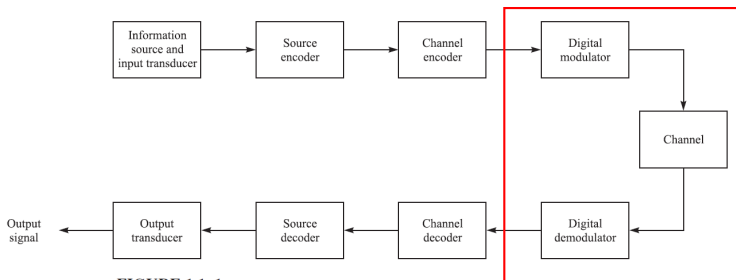 Information
source and
input transducer
Source
encoder
Channel
encoder
Digital
modulator
Channel
Output
signal
Output
transducer
Source
decoder
Channel
decoder
Digital
demodulator